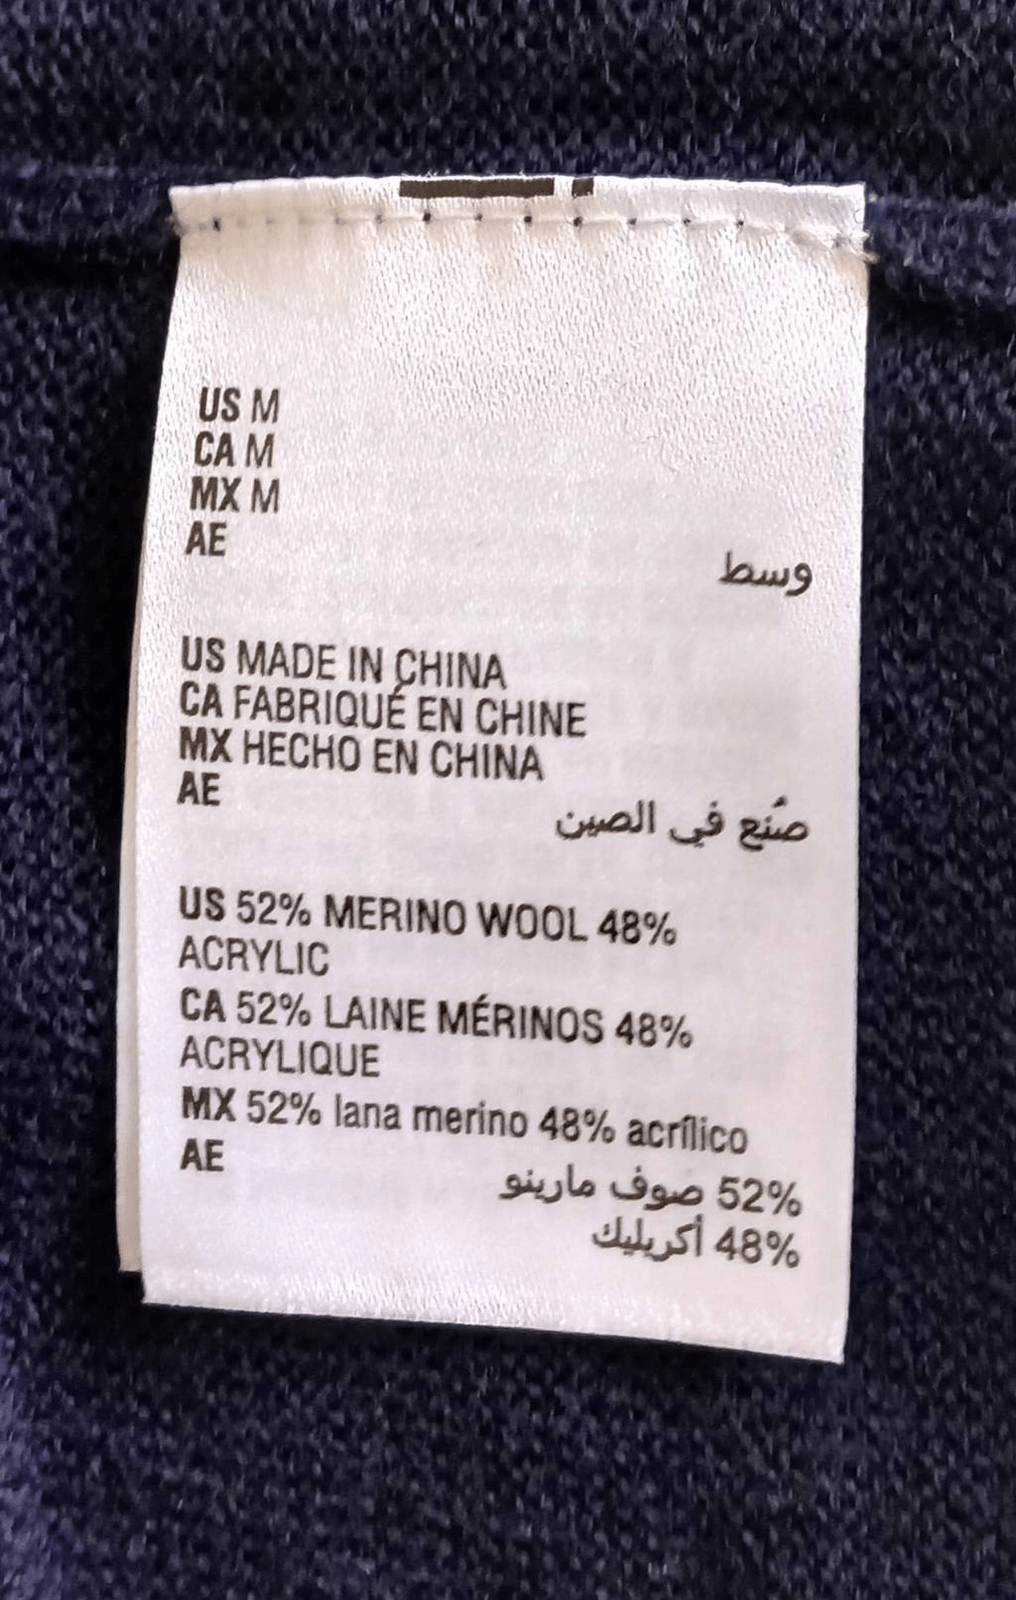 US M
CA M
MX M
AE
وسط
US MADE IN CHINA
CA FABRIQUÉ EN CHINE
MX HECHO EN CHINA
AE
صُنع في الصين
US 52% MERINO WOOL 48%
ACRYLIC
CA 52% LAINE MÉRINOS 48%
ACRYLIQUE
MX 52% lana merino 48% acrílico
AE
52% صوف مارينو
48% أكريليك